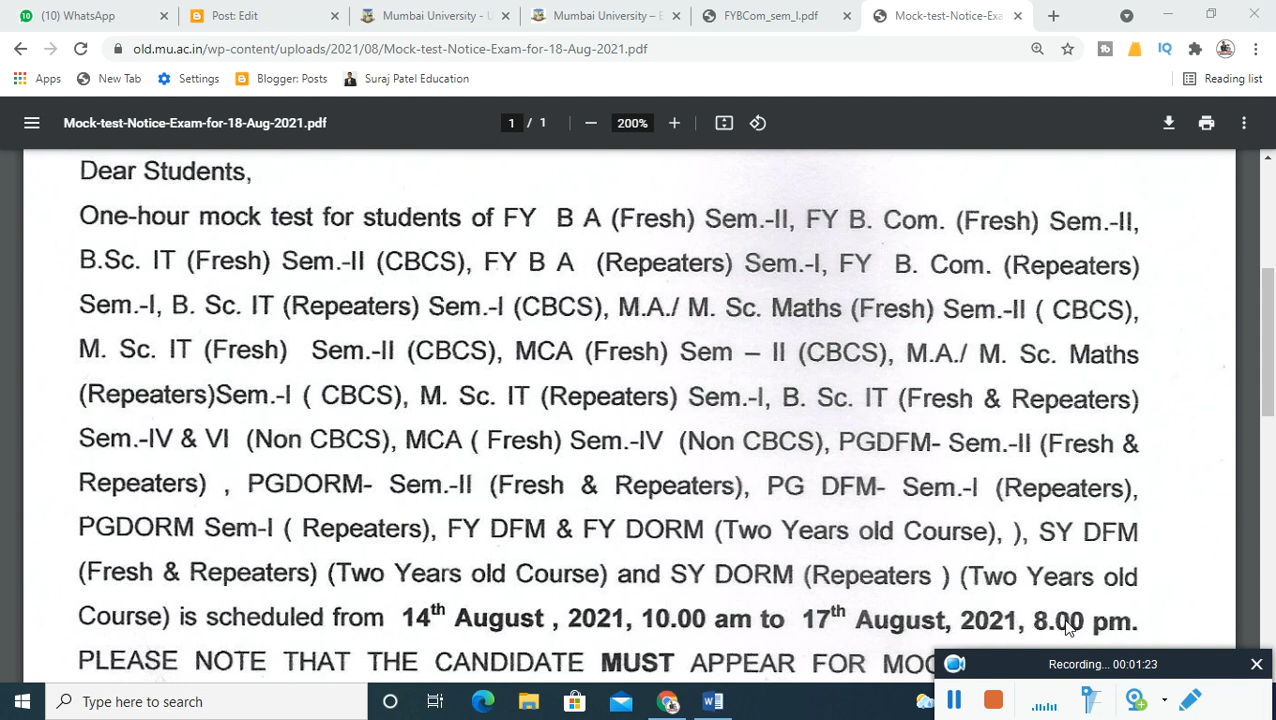 (10) WhatsApp
Post: Edit
Mumbai University - U
Mumbai University – E
FYBCom_sem_I.pdf
Mock-test-Notice-Exa
old.mu.ac.in/wp-content/uploads/2021/08/Mock-test-Notice-Exam-for-18-Aug-2021.pdf
IQ
Apps
New Tab
Settings
Blogger: Posts
Suraj Patel Education
Reading list
Mock-test-Notice-Exam-for-18-Aug-2021.pdf
1 / 1
200%
Dear Students,
One-hour mock test for students of FY B A (Fresh) Sem.-II, FY B. Com. (Fresh) Sem.-II,
B.Sc. IT (Fresh) Sem.-II (CBCS), FY B A (Repeaters) Sem.-I, FY B. Com. (Repeaters)
Sem.-I, B. Sc. IT (Repeaters) Sem.-I (CBCS), M.A./ M. Sc. Maths (Fresh) Sem.-II ( CBCS),
M. Sc. IT (Fresh) Sem.-II (CBCS), MCA (Fresh) Sem – II (CBCS), M.A./ M. Sc. Maths
(Repeaters)Sem.-I ( CBCS), M. Sc. IT (Repeaters) Sem.-I, B. Sc. IT (Fresh & Repeaters)
Sem.-IV & VI (Non CBCS), MCA ( Fresh) Sem.-IV (Non CBCS), PGDFM- Sem.-II (Fresh &
Repeaters) , PGDORM- Sem.-II (Fresh & Repeaters), PG DFM- Sem.-I (Repeaters),
PGDORM Sem-I ( Repeaters), FY DFM & FY DORM (Two Years old Course), ), SY DFM
(Fresh & Repeaters) (Two Years old Course) and SY DORM (Repeaters ) (Two Years old
Course) is scheduled from 14th August , 2021, 10.00 am to 17th August, 2021, 8.00 pm.
PLEASE NOTE THAT THE CANDIDATE MUST APPEAR FOR MOC
Recording... 00:01:23
Type here to search